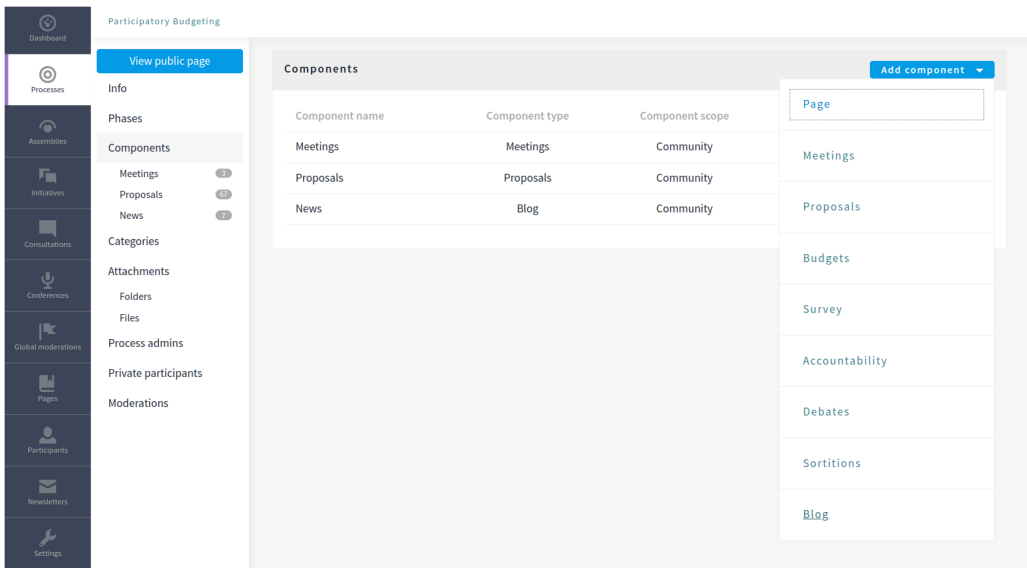 Dashboard
Processes
Assemblies
Initiatives
Consultations
Conferences
Global moderations
Pages
Participants
Newsletters
Settings
Participatory Budgeting
View public page
Info
Phases
Components
Meetings 3
Proposals 67
News 7
Categories
Attachments
Folders
Files
Process admins
Private participants
Moderations
Components
Add component
Component name Component type Component scope
Meetings Meetings Community
Proposals Proposals Community
News Blog Community
Page
Meetings
Proposals
Budgets
Survey
Accountability
Debates
Sortitions
Blog